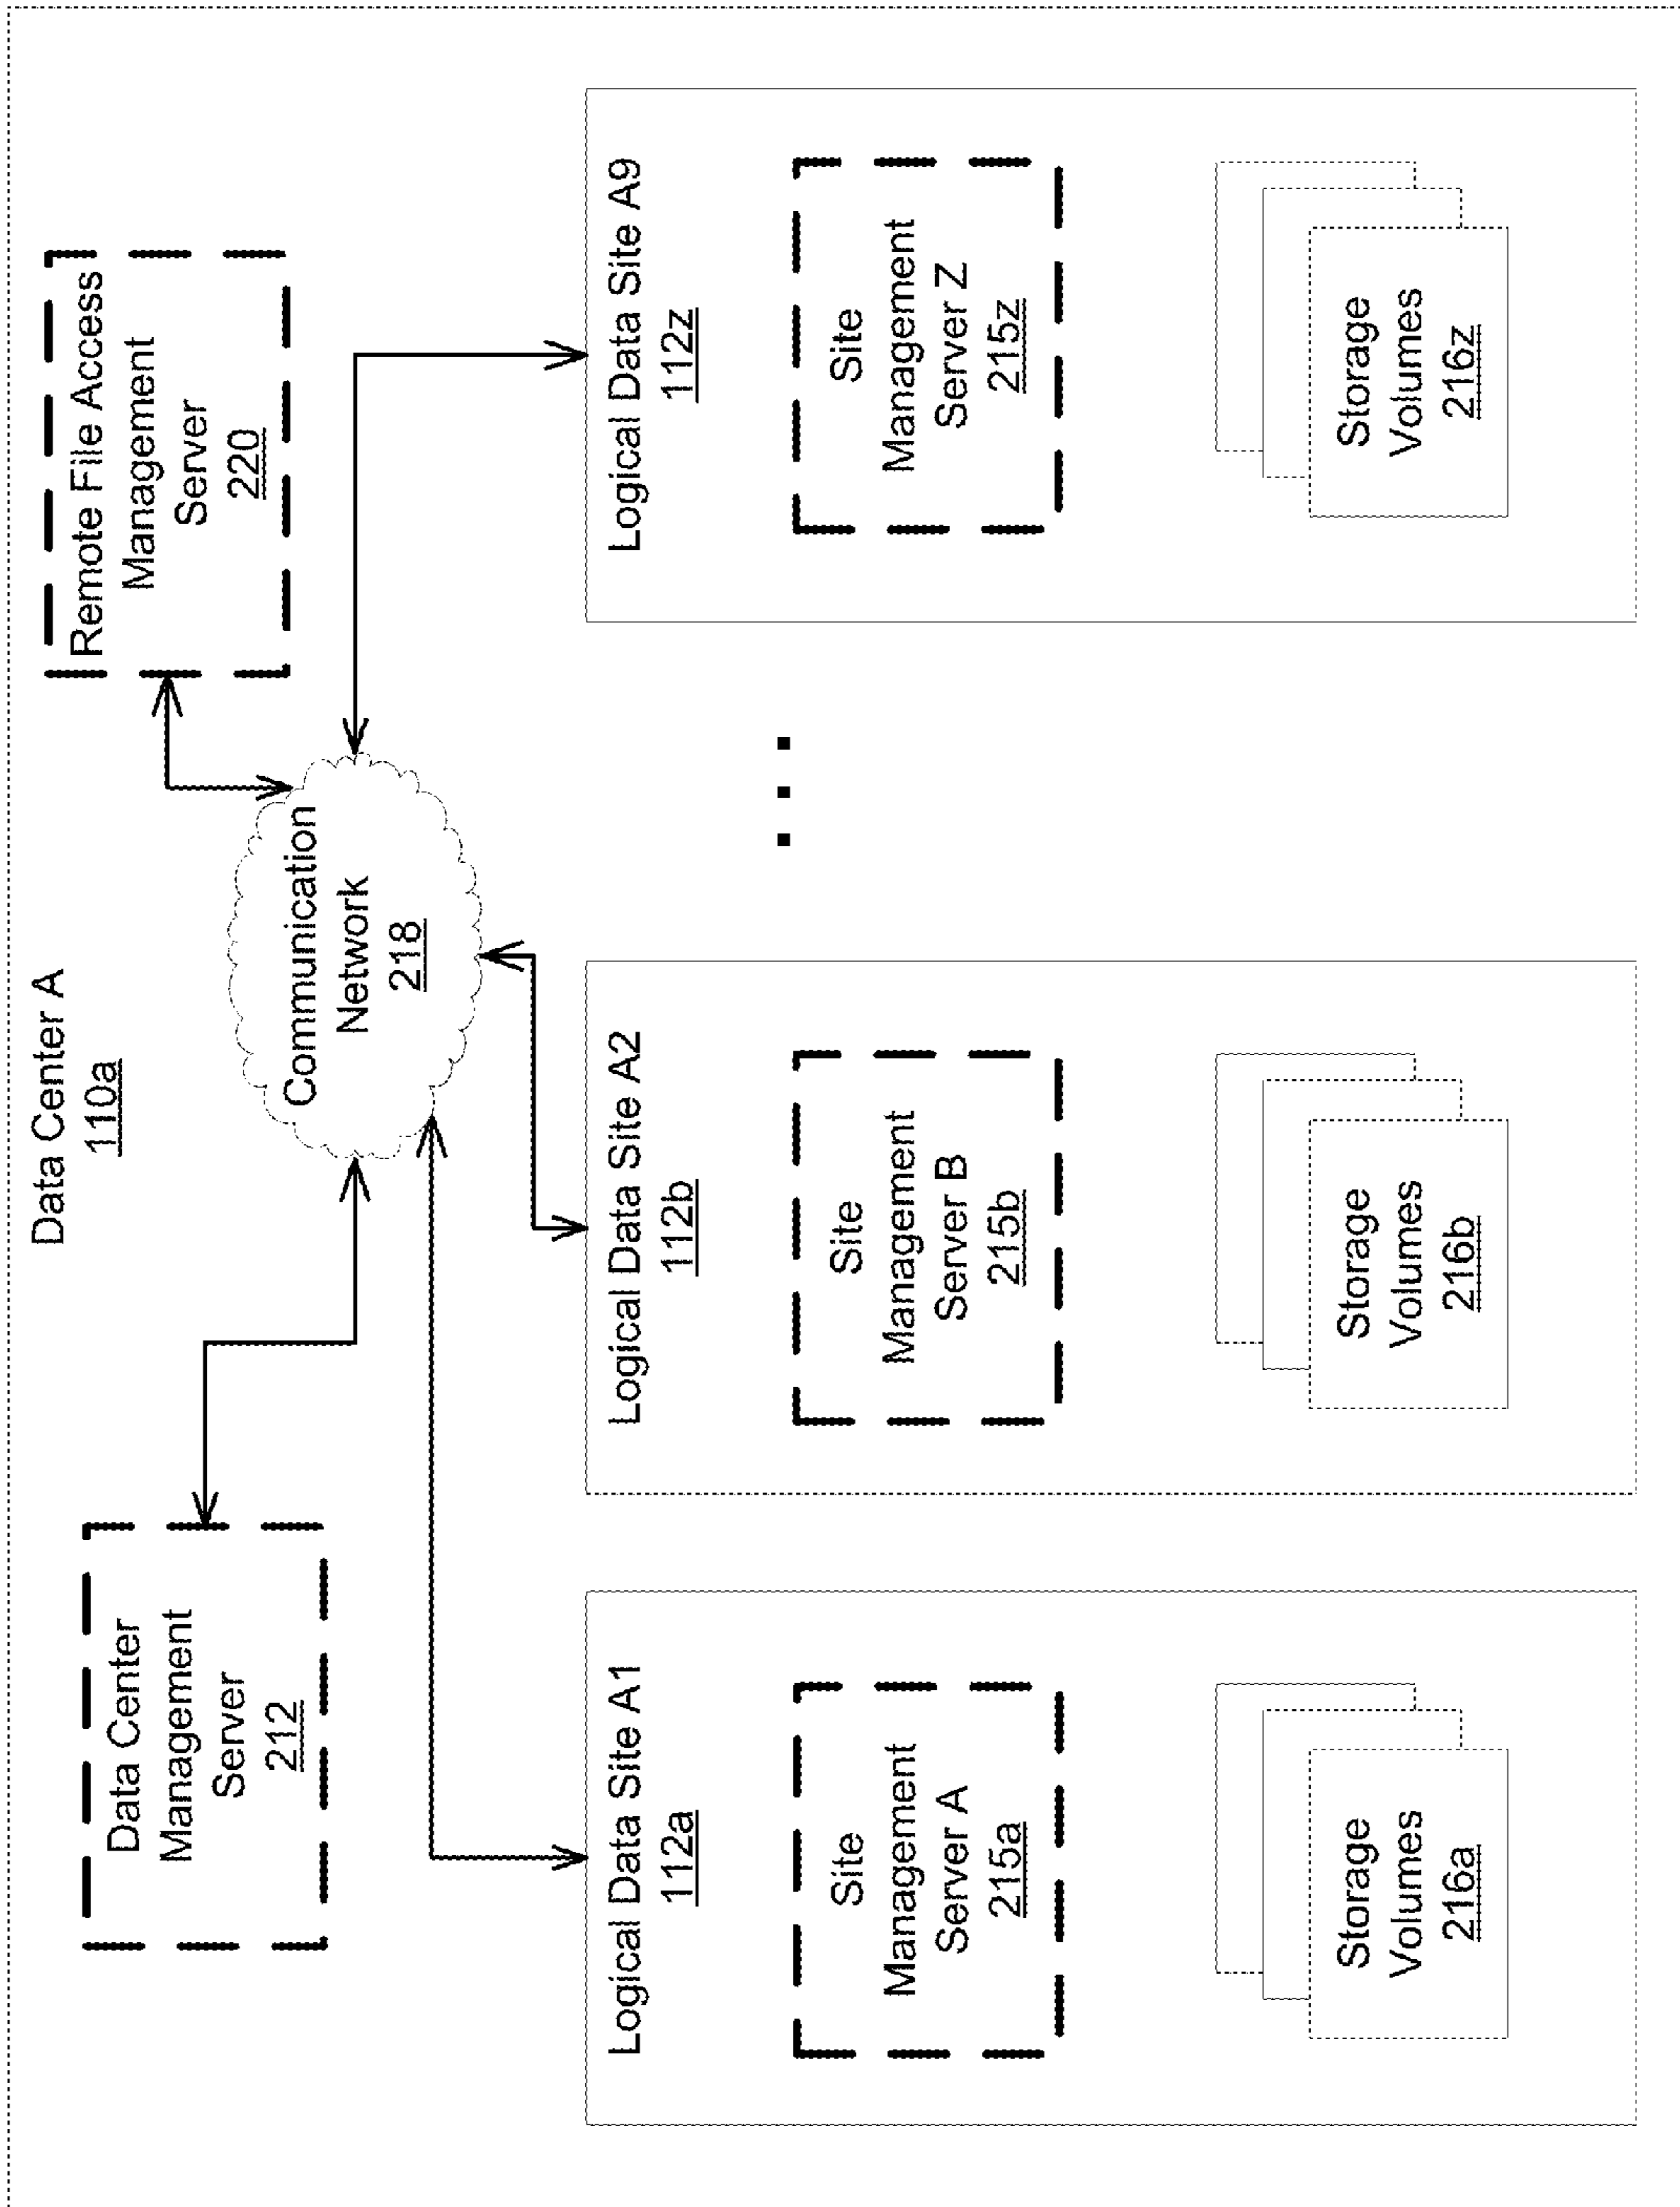 Data Center A
110a
Data Center
Management
Server
212
Communication
Network
218
Remote File Access
Management
Server
220
Logical Data Site A1
112a
Site
Management
Server A
215a
Storage
Volumes
216a
Logical Data Site A2
112b
Site
Management
Server B
215b
Storage
Volumes
216b
...
Logical Data Site A9
112z
Site
Management
Server Z
215z
Storage
Volumes
216z